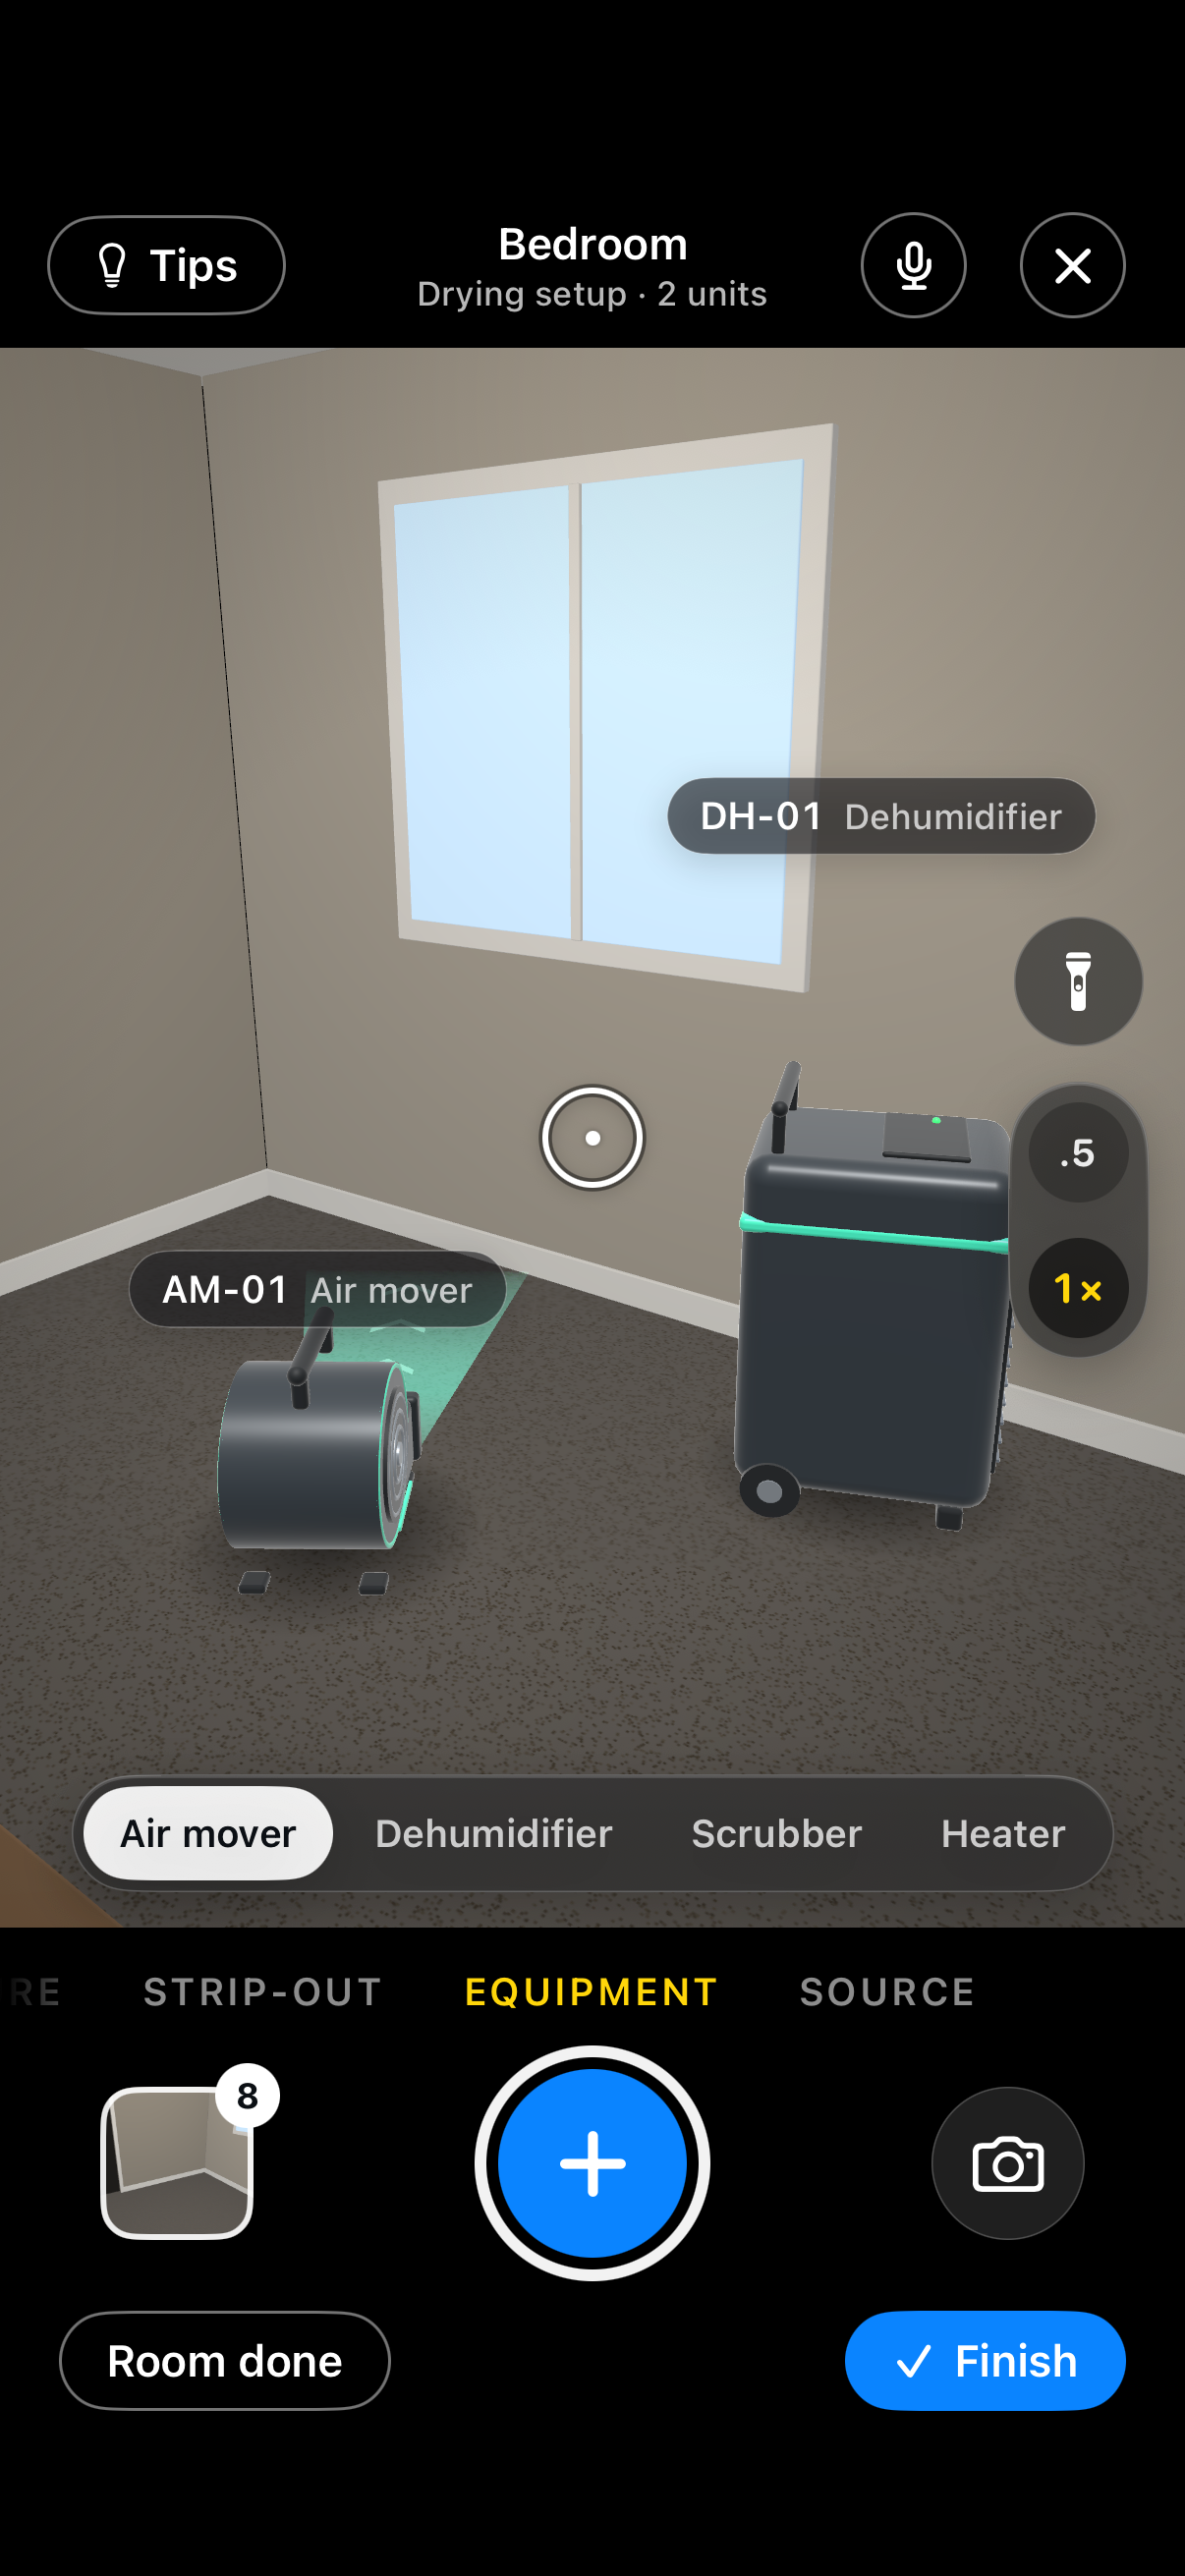 Tips
Bedroom
Drying setup · 2 units
DH-01 Dehumidifier
.5
1×
AM-01 Air mover
Air mover Dehumidifier Scrubber Heater
RE STRIP-OUT EQUIPMENT SOURCE
8
Room done
Finish